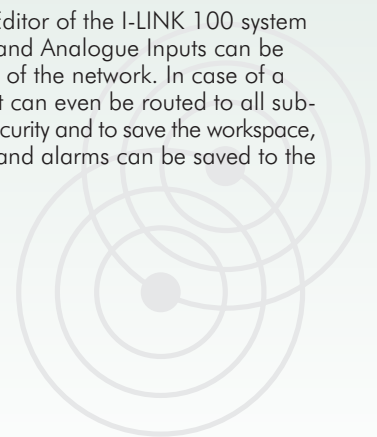 Editor of the I-LINK 100 system
and Analogue Inputs can be
of the network. In case of a
t can even be routed to all sub-
curity and to save the workspace,
and alarms can be saved to the